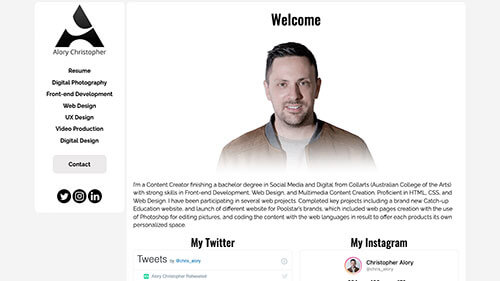 Alory Christopher
Resume
Digital Photography
Front-end Development
Web Design
UX Design
Video Production
Digital Design
Contact
Welcome
I'm a Content Creator finishing a bachelor degree in Social Media and Digital from Collarts (Australian College of the Arts)
with strong skills in Front-end Development, Web Design, and Multimedia Content Creation. Proficient in HTML, CSS, and
Web Design. I have been participating in several web projects. Completed key projects including a brand new Catch-up
Education website, and launch of different website for Poolstar's brands, which included web pages creation with the use
of Photoshop for editing pictures, and coding the content with the web languages in result to offer each products its own
personalized space.
My Twitter
My Instagram
Tweets by @chris_alory
Christopher Alory
@chris_alory
Alory Christopher